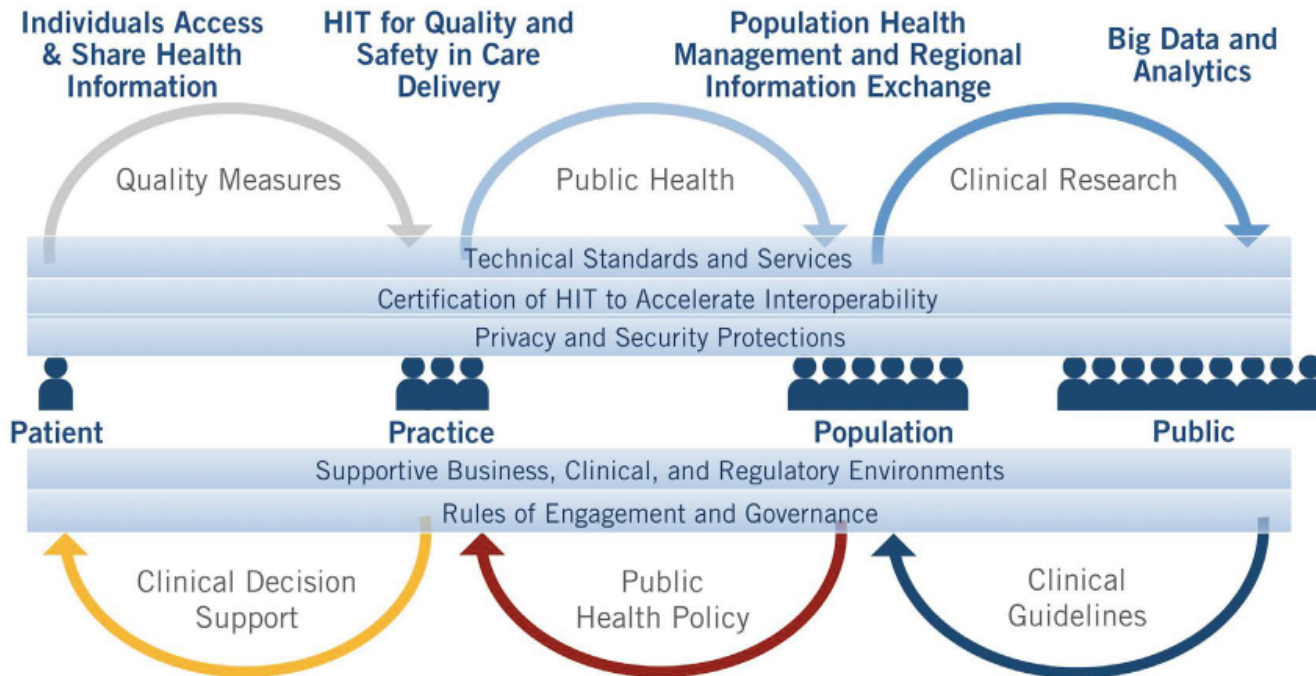 Individuals Access
& Share Health
Information
HIT for Quality and
Safety in Care
Delivery
Population Health
Management and Regional
Information Exchange
Big Data and
Analytics
Quality Measures
Public Health
Clinical Research
Technical Standards and Services
Certification of HIT to Accelerate Interoperability
Privacy and Security Protections
Patient
Practice
Population
Public
Supportive Business, Clinical, and Regulatory Environments
Rules of Engagement and Governance
Clinical Decision
Support
Public
Health Policy
Clinical
Guidelines